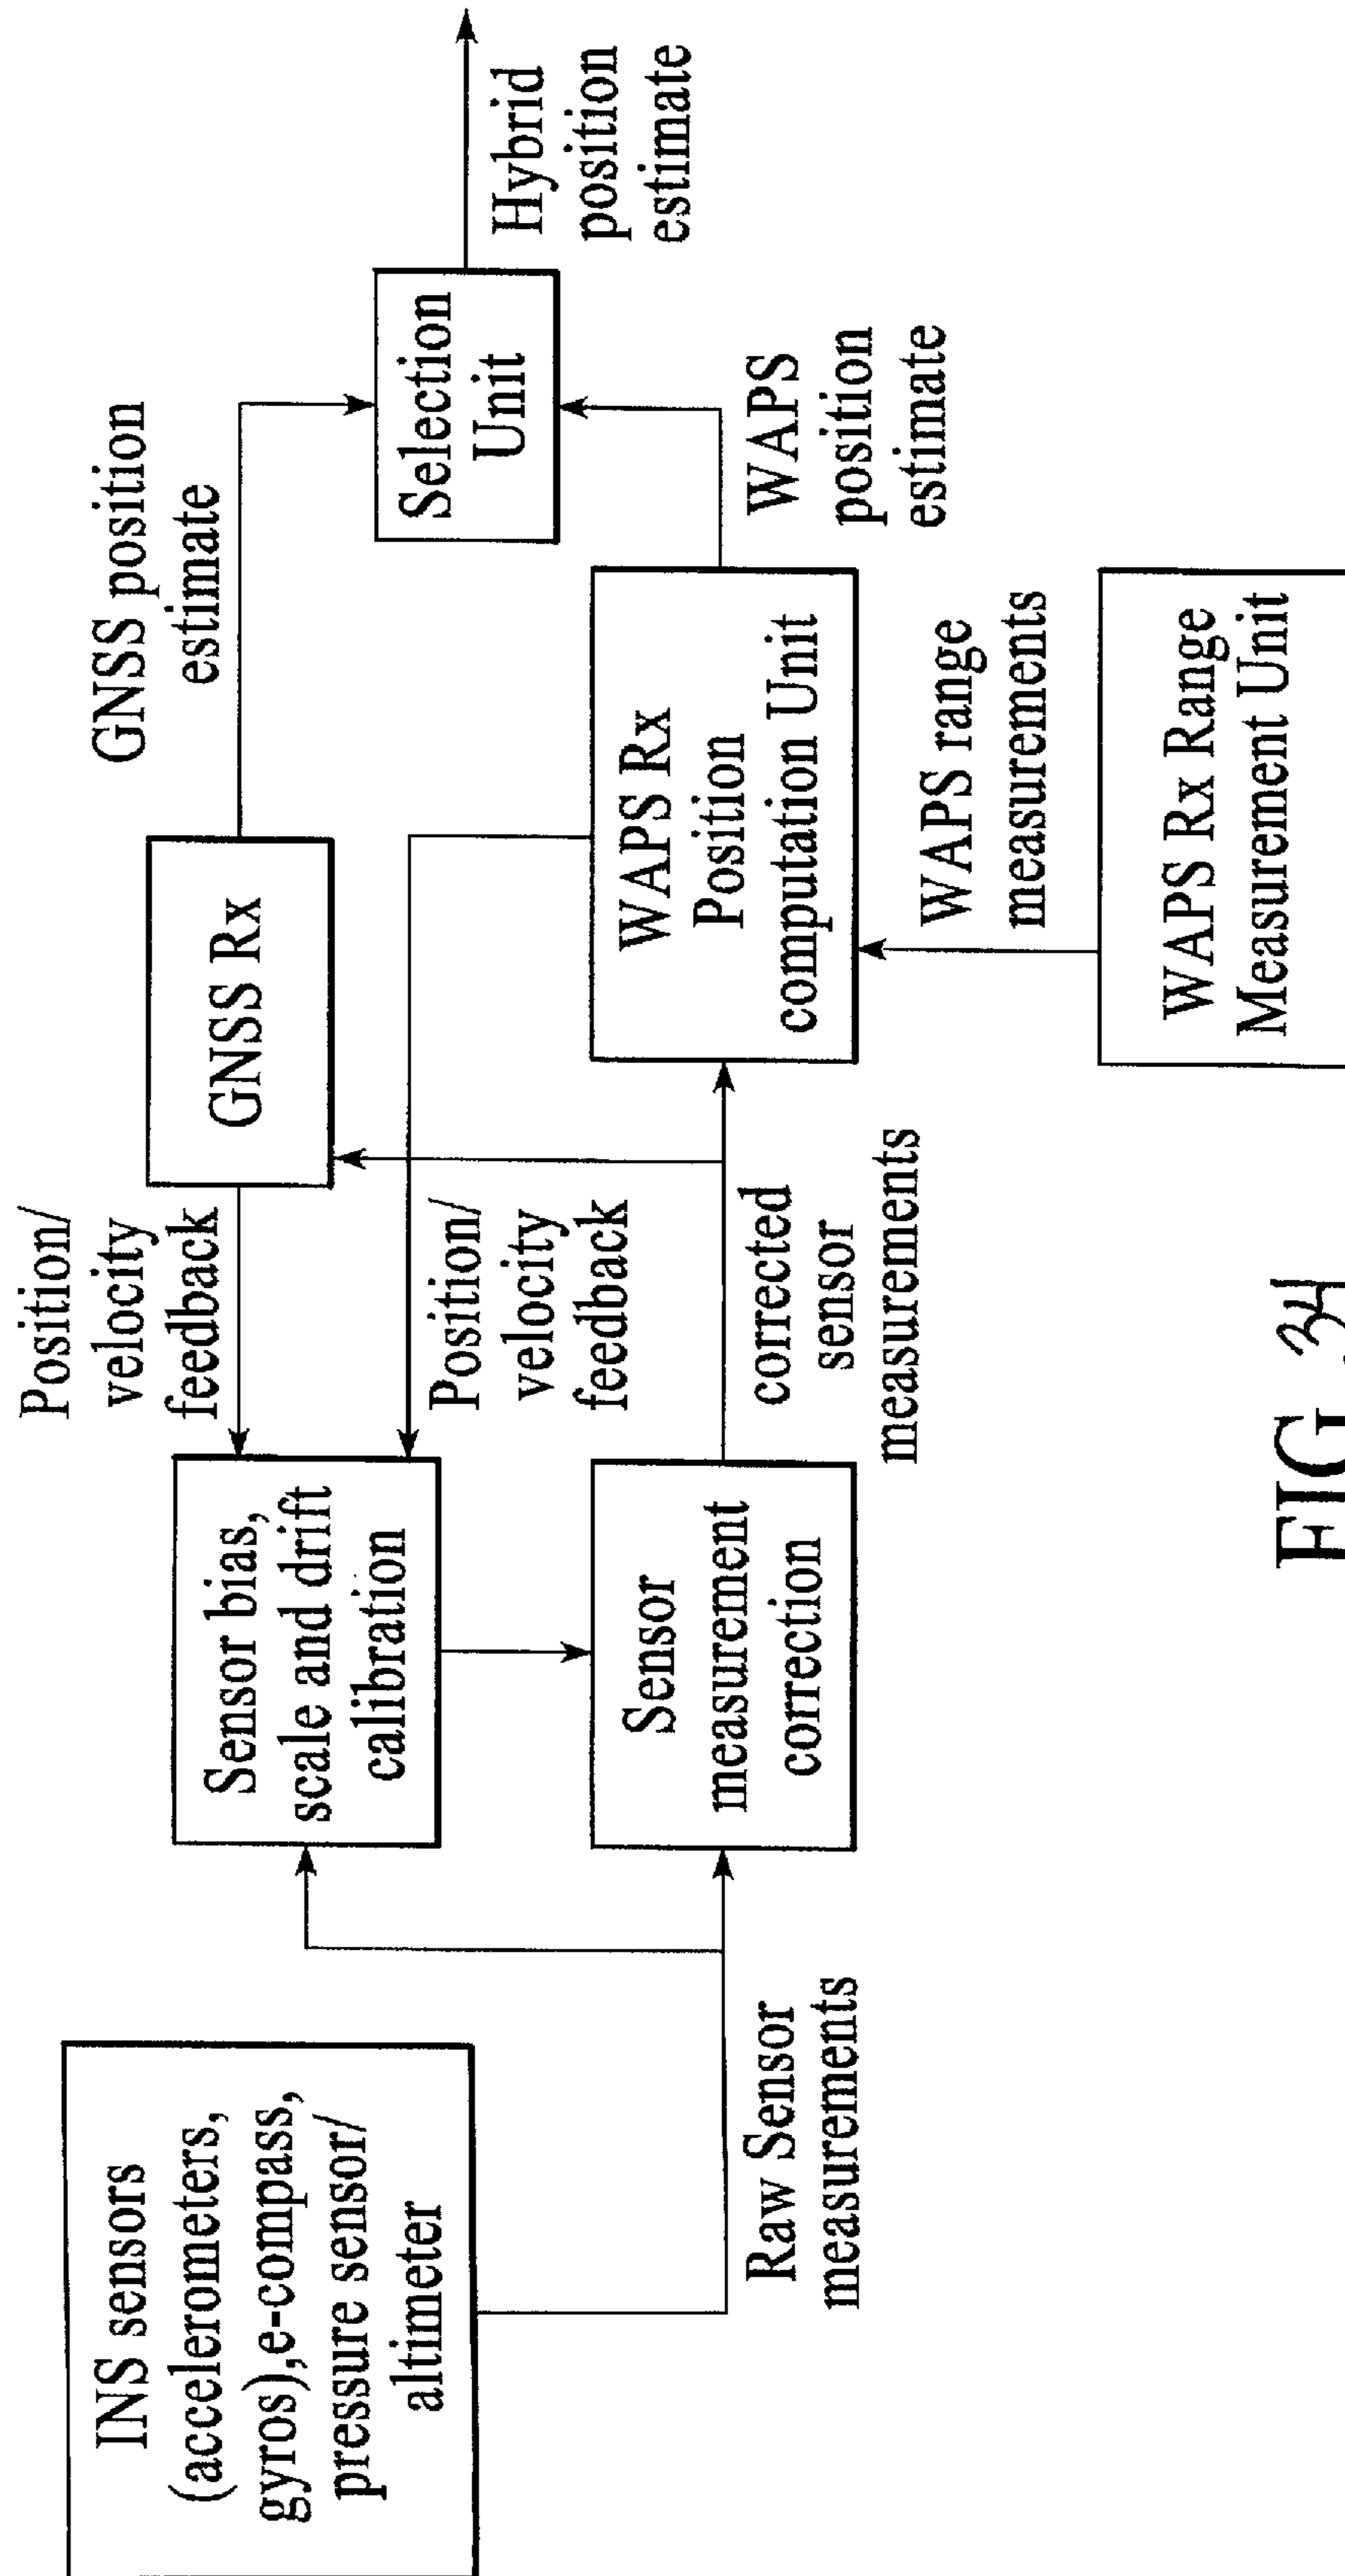 INS sensors
(accelerometers,
gyros),e-compass,
pressure sensor/
altimeter
Raw Sensor
measurements
Sensor bias,
scale and drift
calibration
Sensor
measurement
correction
Position/
velocity
feedback
Position/
velocity
feedback
corrected
sensor
measurements
GNSS Rx
GNSS position
estimate
WAPS Rx
Position
computation Unit
WAPS range
measurements
WAPS Rx Range
Measurement Unit
WAPS
position
estimate
Selection
Unit
Hybrid
position
estimate
FIG. 34